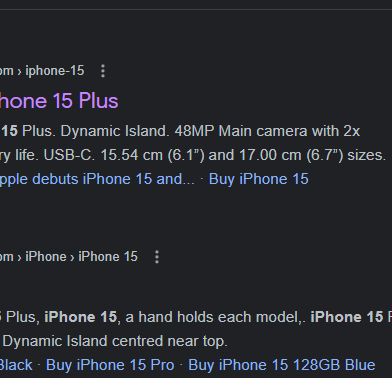 om › iphone-15
hone 15 Plus
15 Plus. Dynamic Island. 48MP Main camera with 2x
ry life. USB-C. 15.54 cm (6.1″) and 17.00 cm (6.7″) sizes.
pple debuts iPhone 15 and... · Buy iPhone 15
om › iPhone › iPhone 15
Plus, iPhone 15, a hand holds each model,. iPhone 15
Dynamic Island centred near top.
Black · Buy iPhone 15 Pro · Buy iPhone 15 128GB Blue